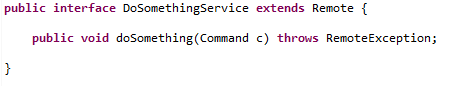 public interface DoSomethingService extends Remote {
public void doSomething(Command c) throws RemoteException;
}